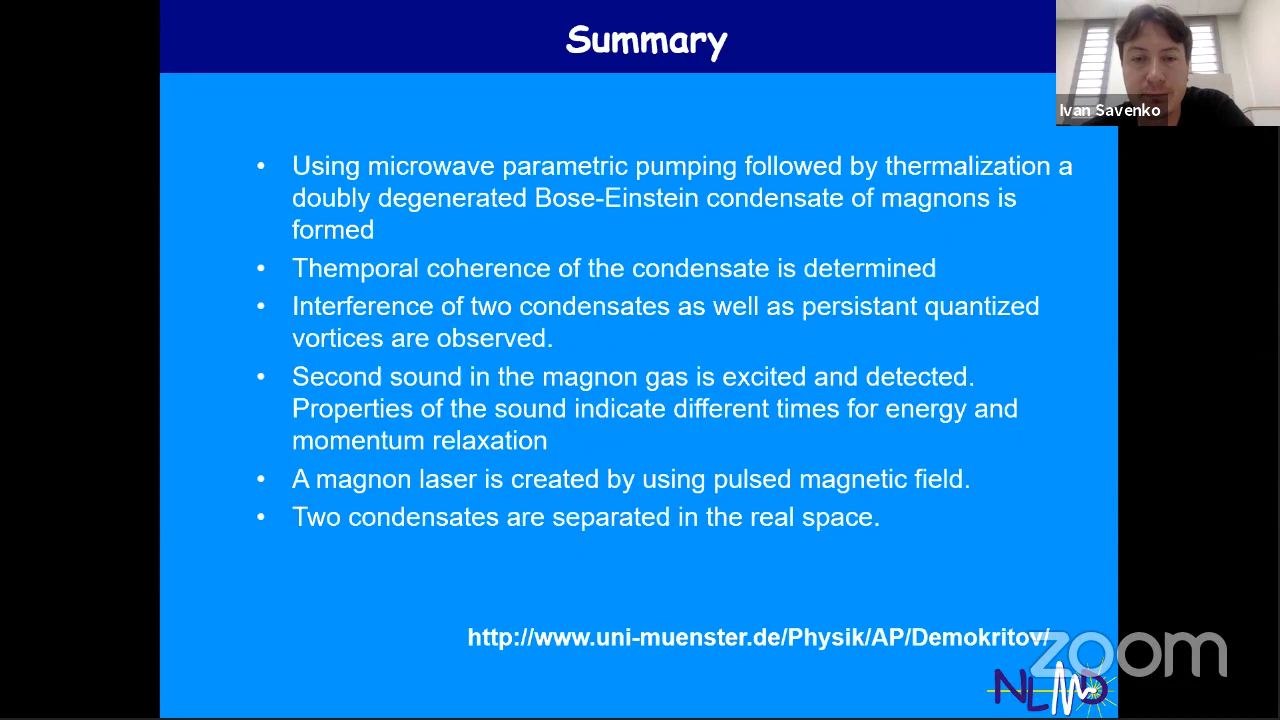 Summary
Ivan Savenko
• Using microwave parametric pumping followed by thermalization a
doubly degenerated Bose-Einstein condensate of magnons is
formed
• Themporal coherence of the condensate is determined
• Interference of two condensates as well as persistant quantized
vortices are observed.
• Second sound in the magnon gas is excited and detected.
Properties of the sound indicate different times for energy and
momentum relaxation
• A magnon laser is created by using pulsed magnetic field.
• Two condensates are separated in the real space.
http://www.uni-muenster.de/Physik/AP/Demokritov/
zoom
NLMD